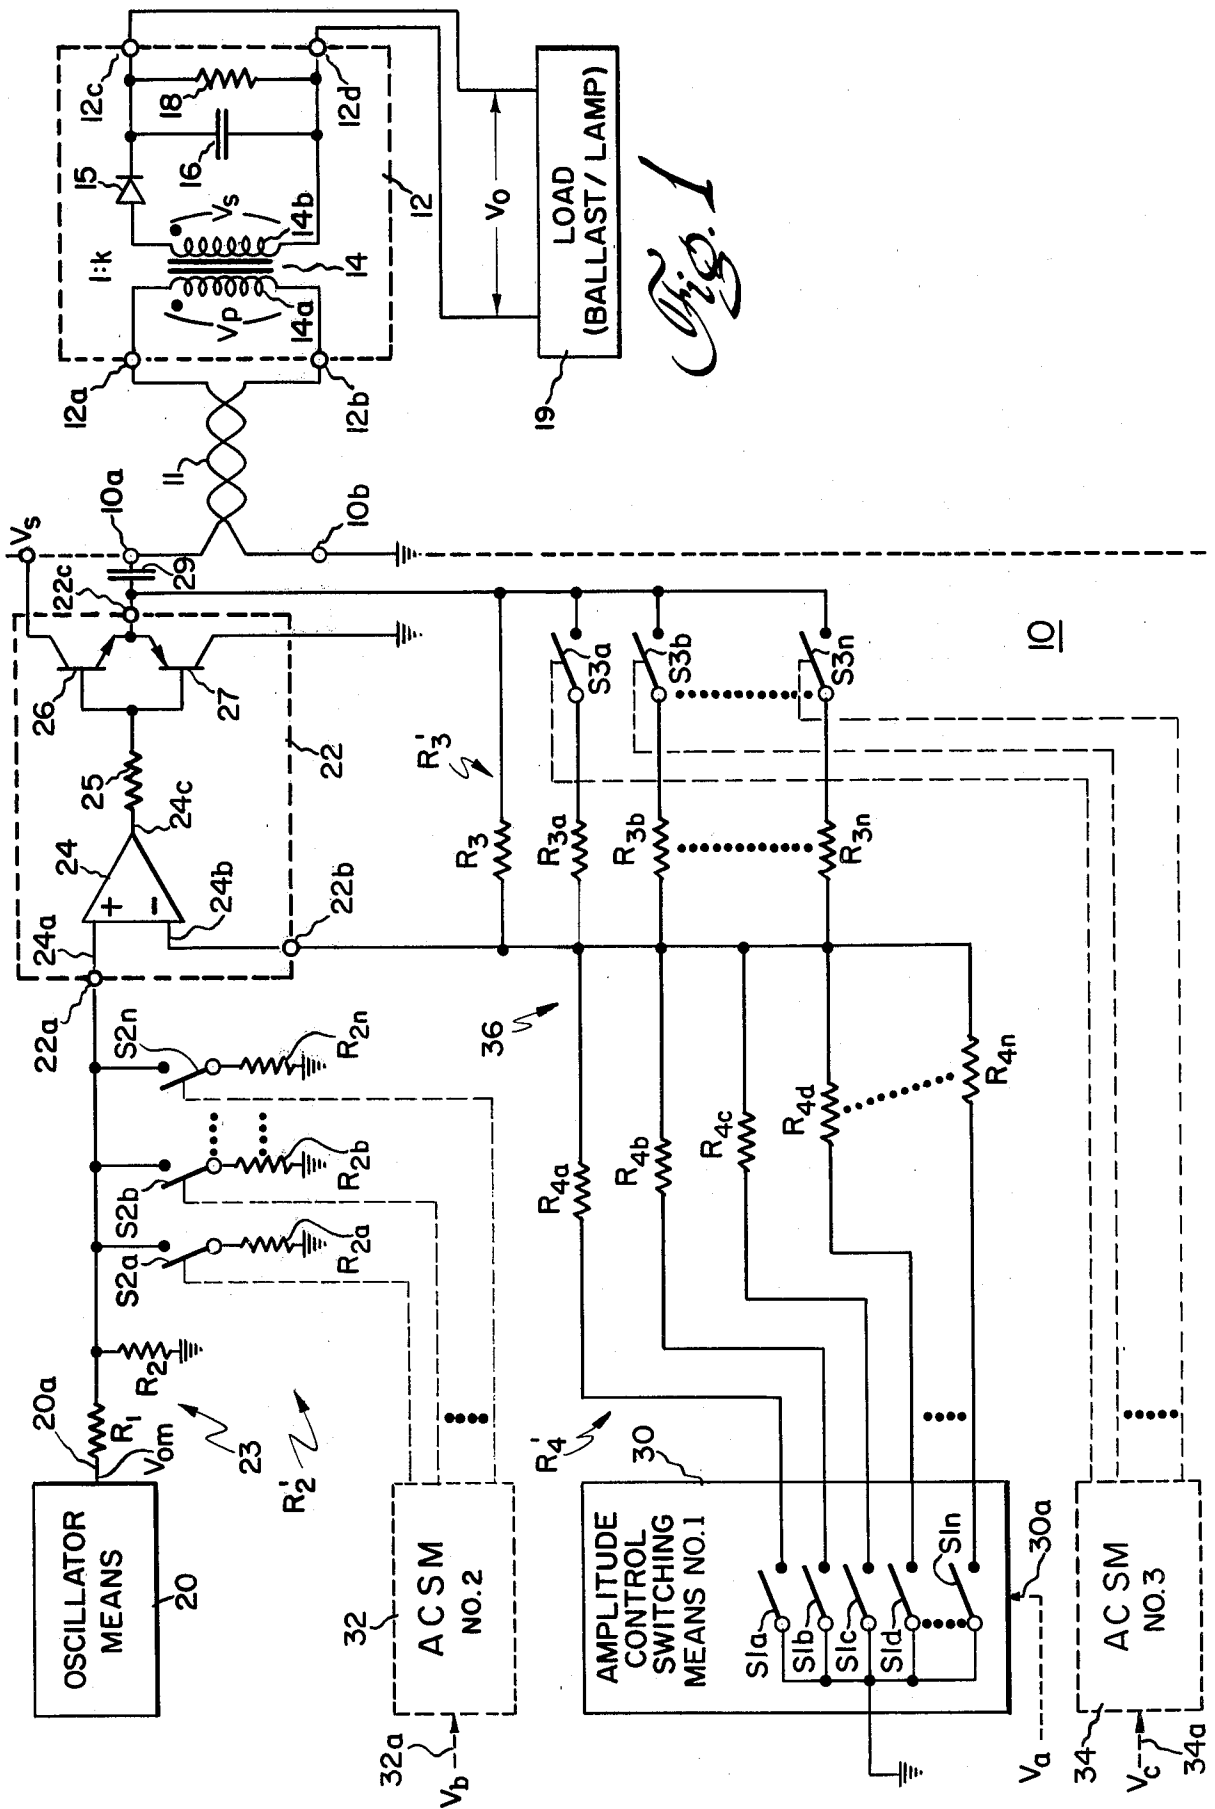 OSCILLATOR
MEANS
20
20a
Vom
R1
R2
23
R2'
S2a
R2a
S2b
R2b
S2n
R2n
22a
24a
24
+
-
24b
22b
24c
25
26
27
22
122c
29
Vs
10a
10b
11
12a
12b
1:k
Vp
14a
14
14b
Vs
15
16
18
12c
12d
12
Vo
19
LOAD
(BALLAST/LAMP)
Fig. 1
32
ACSM
NO.2
32a
Vb
36
R3'
R3
R3a
R3b
R3n
S3a
S3b
S3n
10
R4a
R4b
R4c
R4d
R4n
R4'
30
AMPLITUDE
CONTROL
SWITCHING
MEANS NO.1
S1a
S1b
S1c
S1d
S1n
30a
Va
34
ACSM
NO.3
34a
Vc